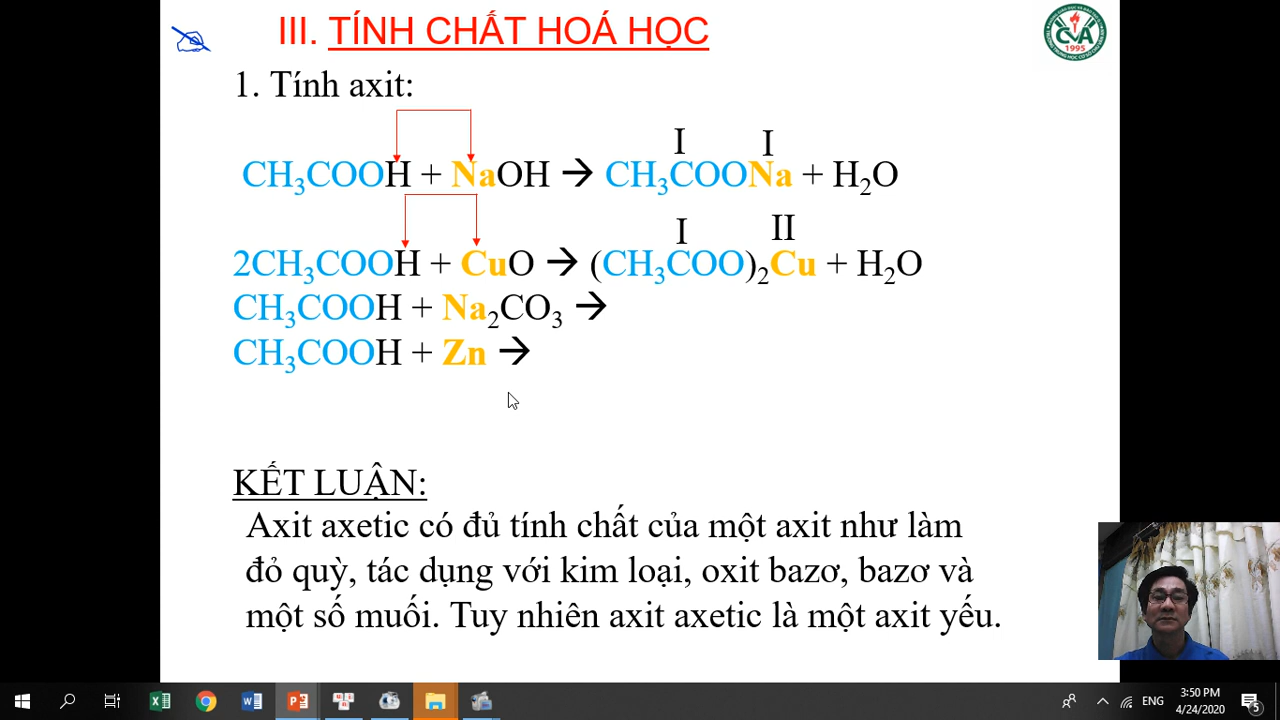 III. TÍNH CHẤT HOÁ HỌC
CVA
1995
1. Tính axit:
I I
CH₃COOH + NaOH → CH₃COONa + H₂O
I II
2CH₃COOH + CuO → (CH₃COO)₂Cu + H₂O
CH₃COOH + Na₂CO₃ →
CH₃COOH + Zn →
KẾT LUẬN:
Axit axetic có đủ tính chất của một axit như làm
đỏ quỳ, tác dụng với kim loại, oxit bazơ, bazơ và
một số muối. Tuy nhiên axit axetic là một axit yếu.
ENG
3:50 PM
4/24/2020
5